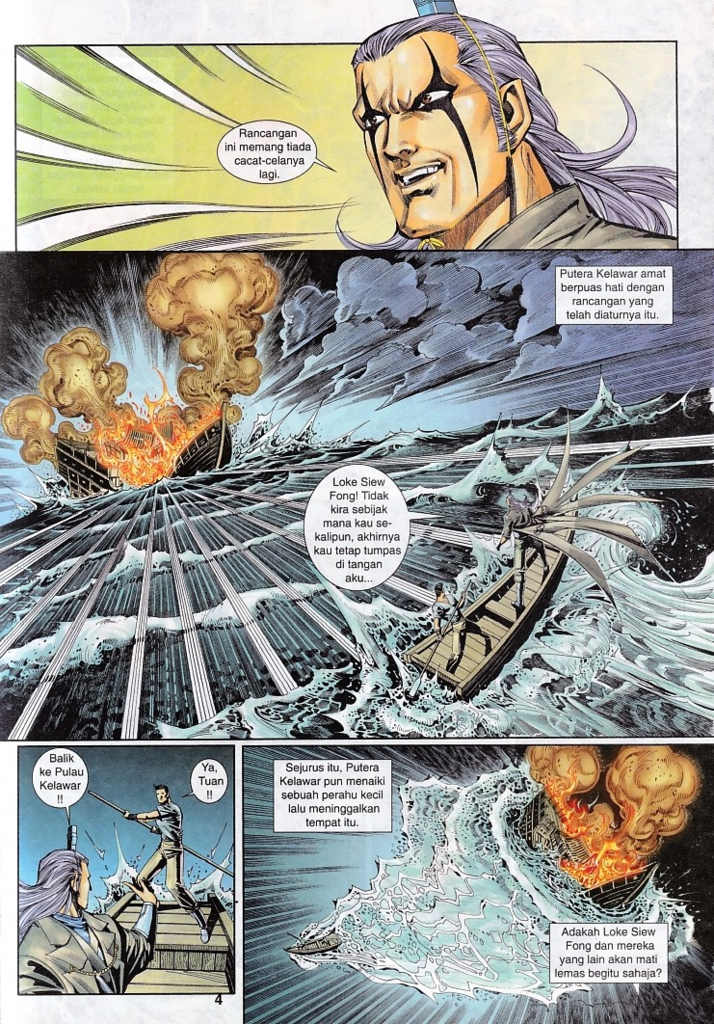 Rancangan
ini memang tiada
cacat-celanya
lagi.
Putera Kelawar amat
berpuas hati dengan
rancangan yang
telah diaturnya itu.
Loke Siew
Fong! Tidak
kira sebijak
mana kau se-
kalipun, akhirnya
kau tetap tumpas
di tangan
aku...
Balik
ke Pulau
Kelawar
!!
Ya,
Tuan
!!
Sejurus itu, Putera
Kelawar pun menaiki
sebuah perahu kecil
lalu meninggalkan
tempat itu.
Adakah Loke Siew
Fong dan mereka
yang lain akan mati
lemas begitu sahaja?
4